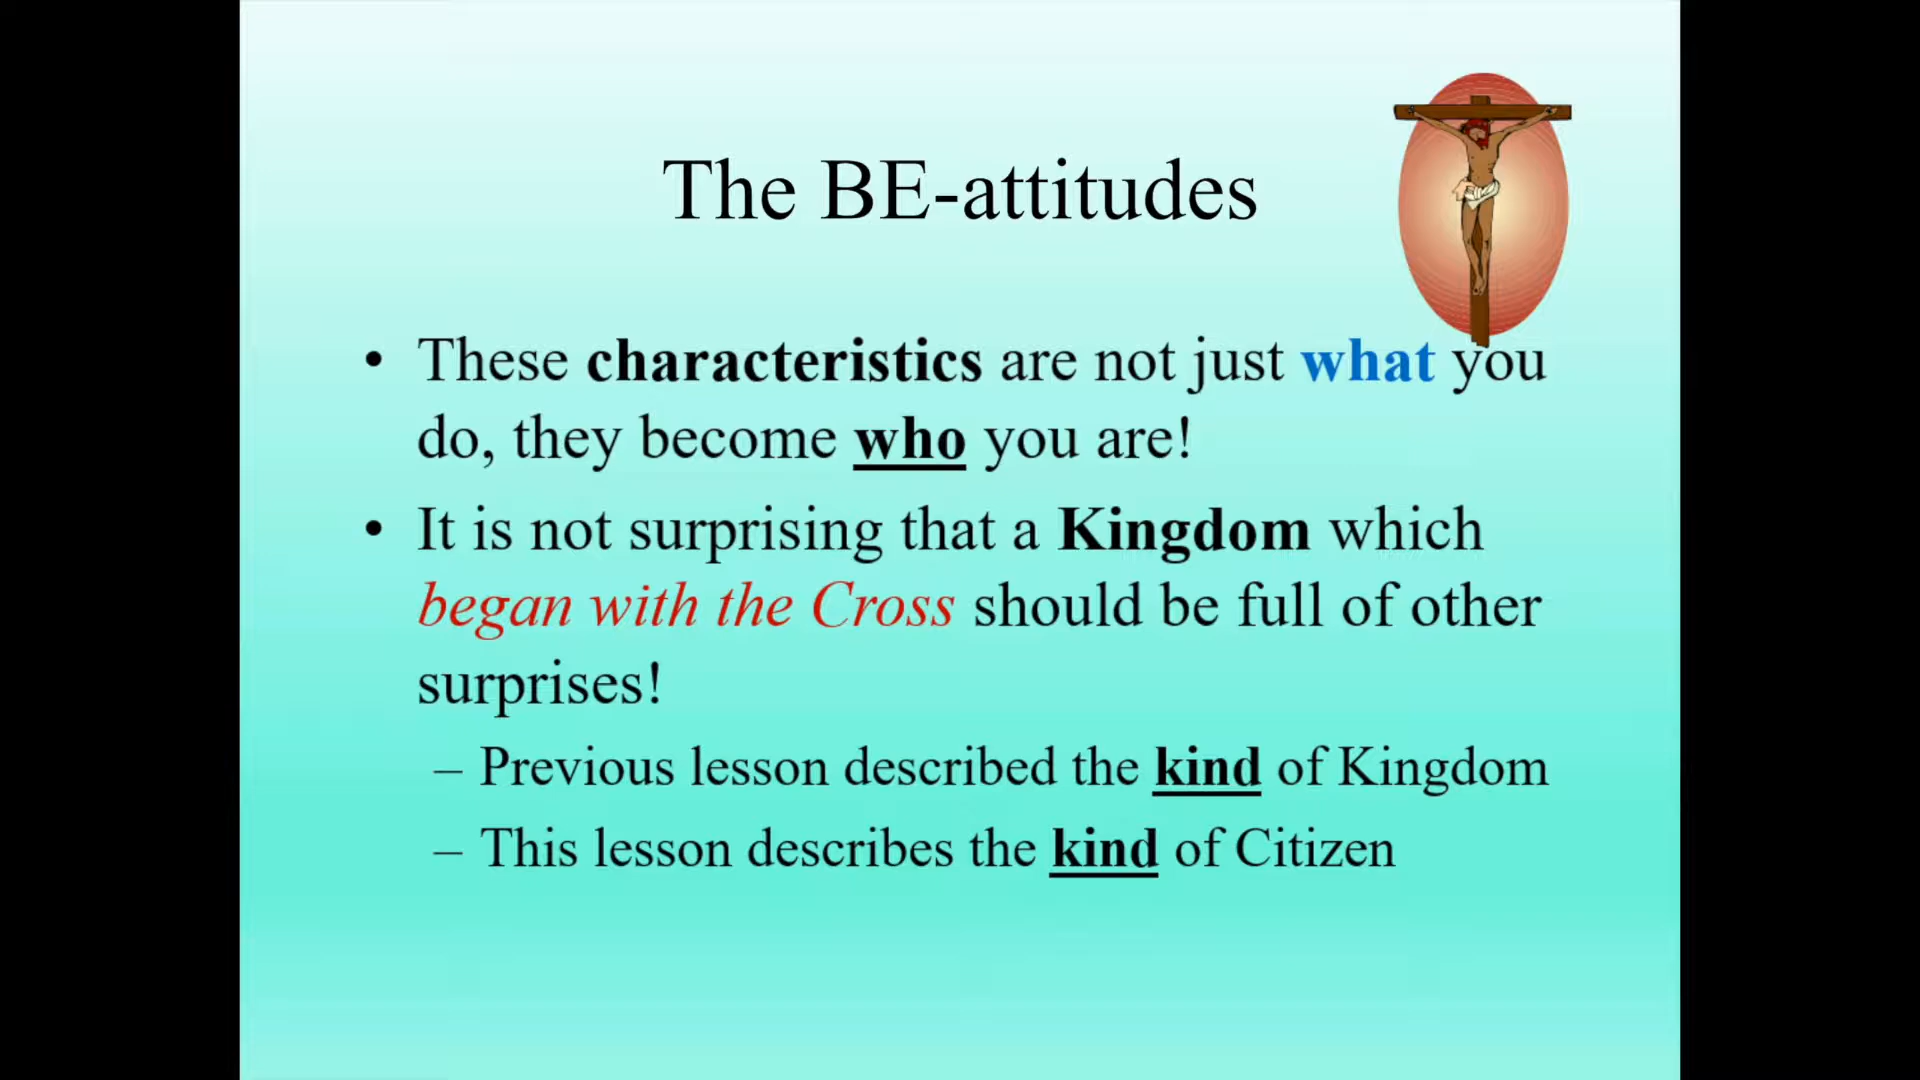 The BE-attitudes
• These characteristics are not just what you
do, they become who you are!
• It is not surprising that a Kingdom which
began with the Cross should be full of other
surprises!
– Previous lesson described the kind of Kingdom
– This lesson describes the kind of Citizen